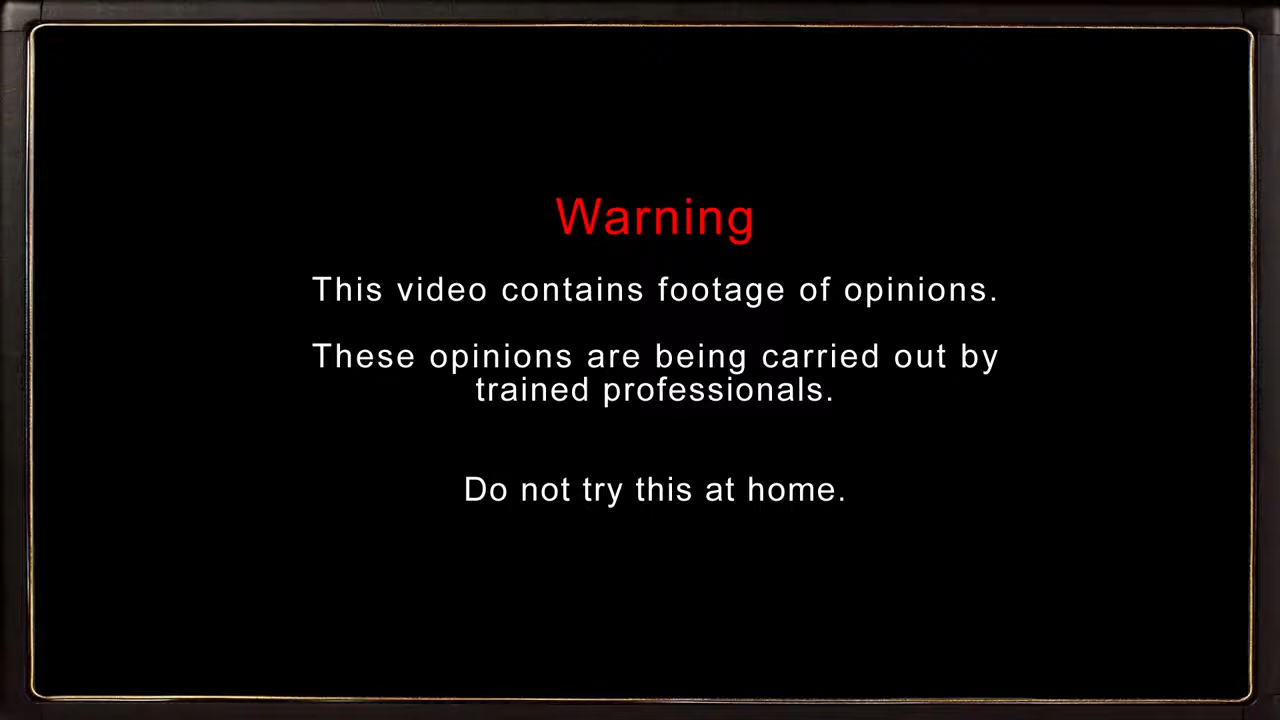 Warning
This video contains footage of opinions.
These opinions are being carried out by
trained professionals.
Do not try this at home.